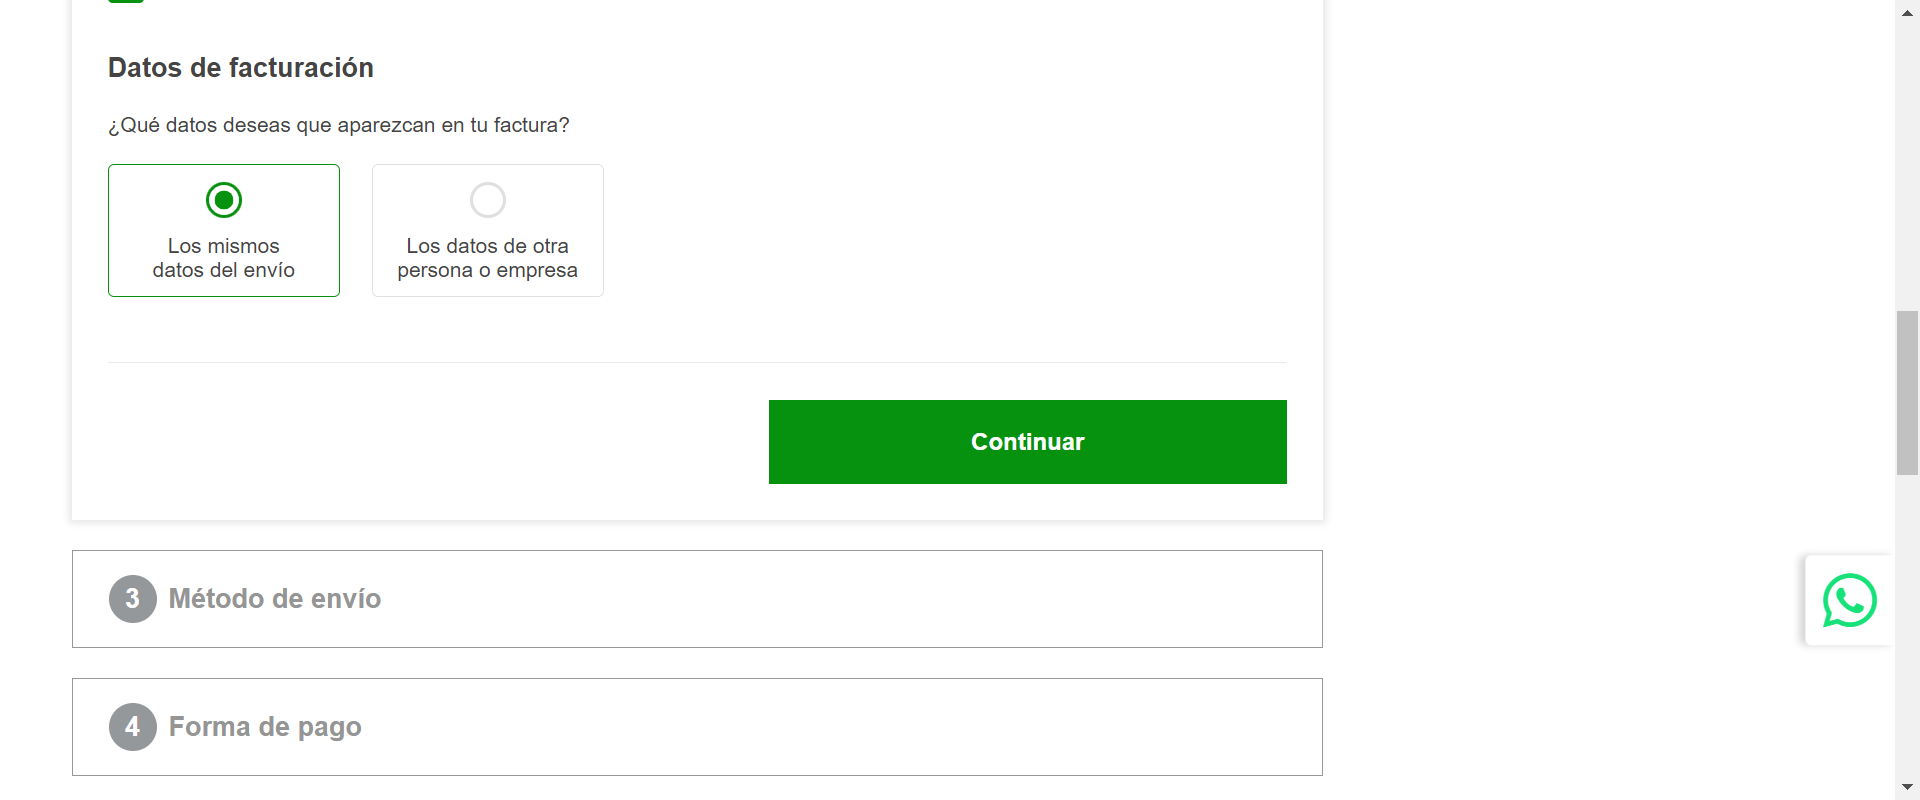 Datos de facturación
¿Qué datos deseas que aparezcan en tu factura?
Los mismos
datos del envío
Los datos de otra
persona o empresa
Continuar
3 Método de envío
4 Forma de pago